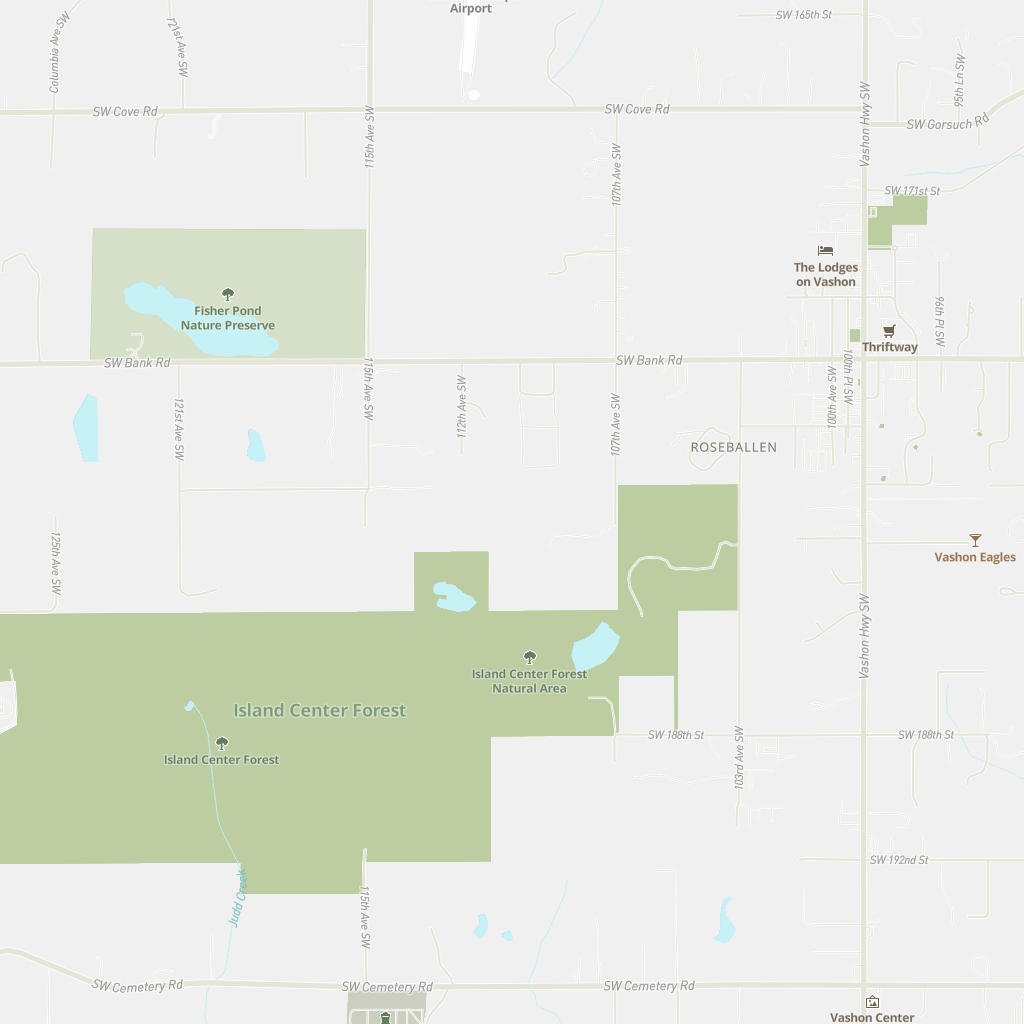 Airport
SW 165th St
Columbia Ave SW
121st Ave SW
95th Ln SW
SW Cove Rd
SW Cove Rd
Vashon Hwy SW
SW Gorsuch Rd
115th Ave SW
107th Ave SW
SW 171st St
The Lodges
on Vashon
Fisher Pond
Nature Preserve
96th Pl SW
Thriftway
SW Bank Rd
SW Bank Rd
115th Ave SW
112th Ave SW
100th Ave SW
100th Pl SW
121st Ave SW
107th Ave SW
ROSEBALLEN
125th Ave SW
Vashon Eagles
Vashon Hwy SW
Island Center Forest
Natural Area
Island Center Forest
Island Center Forest
SW 188th St
SW 188th St
103rd Ave SW
SW 192nd St
Judd Creek
115th Ave SW
SW Cemetery Rd
SW Cemetery Rd
SW Cemetery Rd
Vashon Center